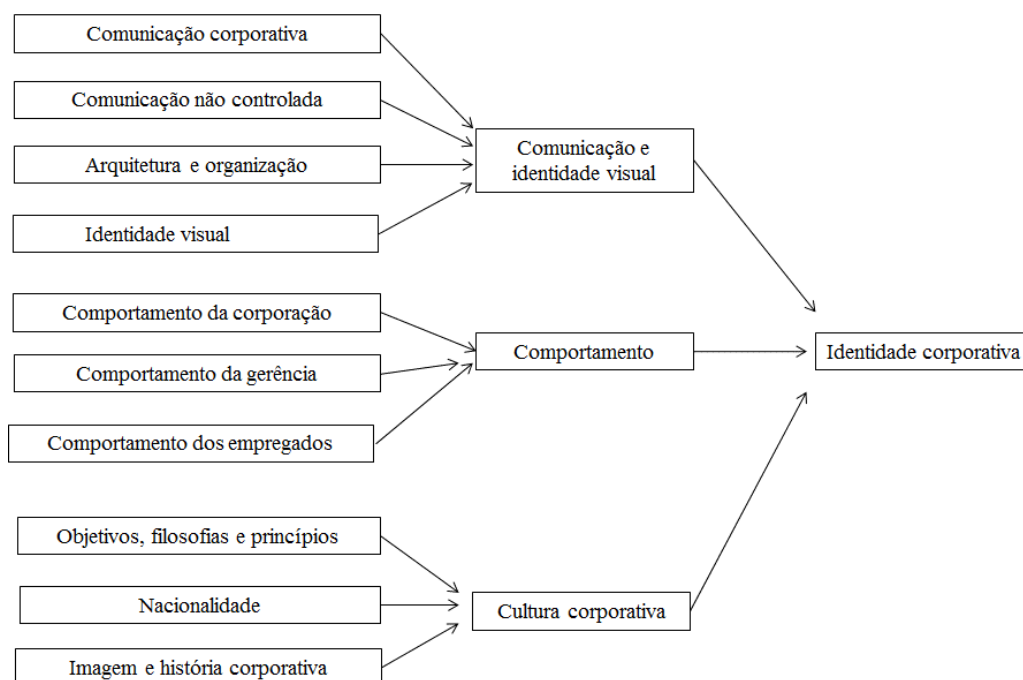 Comunicação corporativa
Comunicação não controlada
Arquitetura e organização
Identidade visual
Comunicação e
identidade visual
Comportamento da corporação
Comportamento da gerência
Comportamento dos empregados
Comportamento
Identidade corporativa
Objetivos, filosofias e princípios
Nacionalidade
Imagem e história corporativa
Cultura corporativa